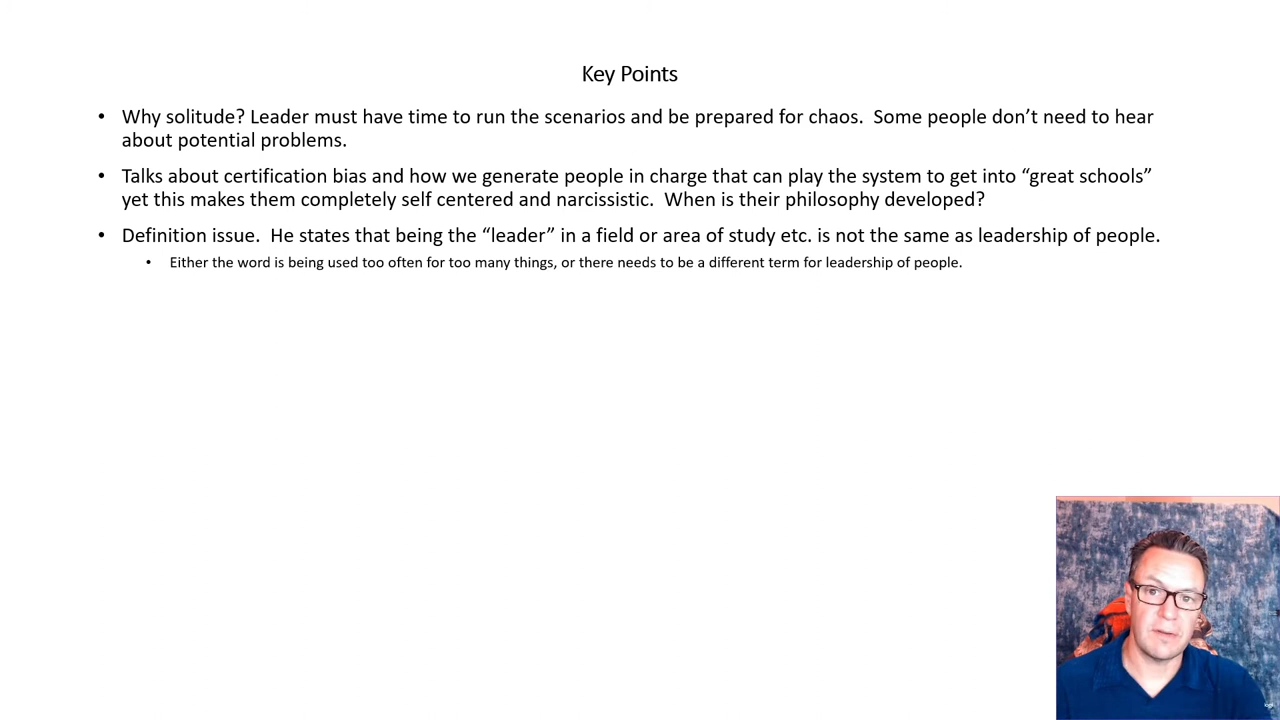 Key Points
• Why solitude? Leader must have time to run the scenarios and be prepared for chaos.  Some people don’t need to hear
about potential problems.
• Talks about certification bias and how we generate people in charge that can play the system to get into “great schools”
yet this makes them completely self centered and narcissistic.  When is their philosophy developed?
• Definition issue.  He states that being the “leader” in a field or area of study etc. is not the same as leadership of people.
• Either the word is being used too often for too many things, or there needs to be a different term for leadership of people.